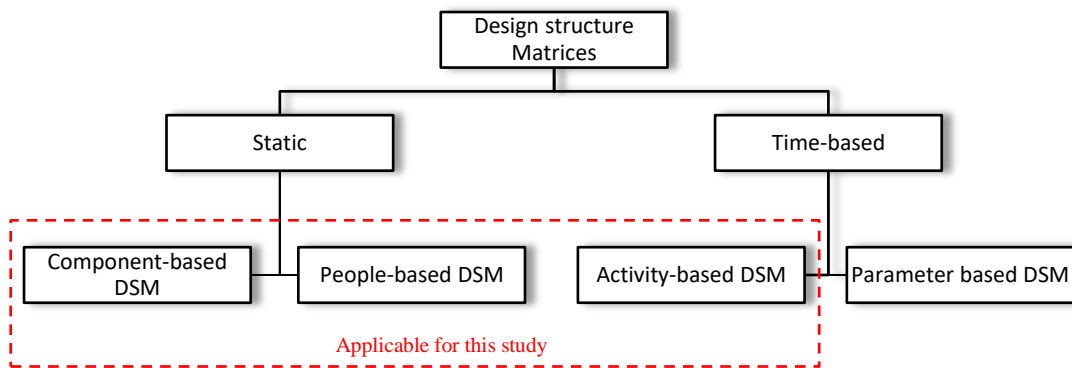 Design structure
Matrices
Static
Time-based
Component-based
DSM
People-based DSM
Activity-based DSM
Parameter based DSM
Applicable for this study